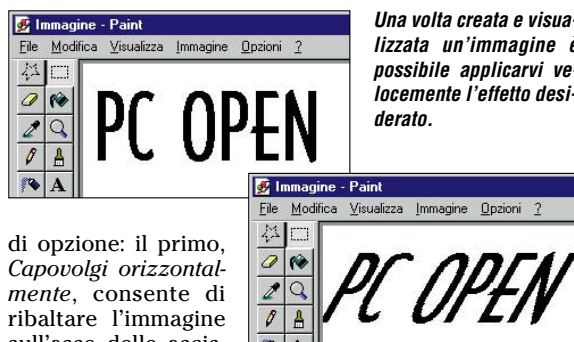 Immagine - Paint
File Modifica Visualizza Immagine Opzioni ?
A
PC OPEN
Una volta creata e visua-
lizzata un'immagine è
possibile applicarvi ve-
locemente l'effetto desi-
derato.
Immagine - Paint
File Modifica Visualizza Immagine Opzioni ?
PC OPEN
di opzione: il primo,
Capovolgi orizzontal-
mente, consente di
ribaltare l'immagine